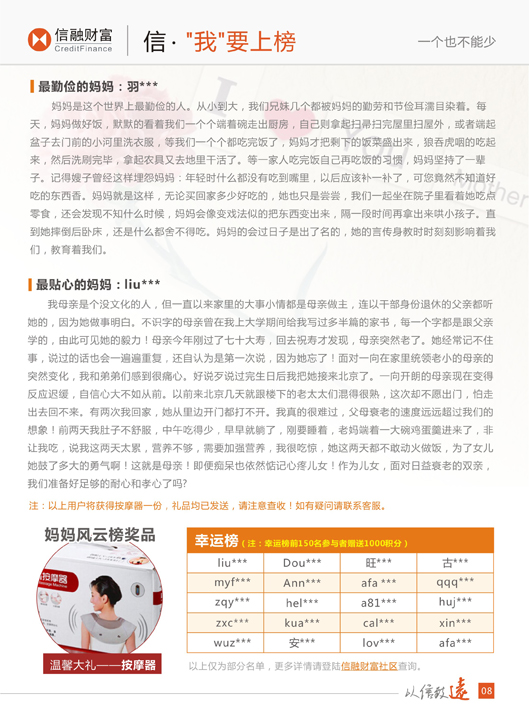 信融财富
CreditFinance
信·"我"要上榜
一个也不能少
最勤俭的妈妈：羽***
妈妈是这个世界上最勤俭的人。从小到大，我们兄妹几个都被妈妈的勤劳和节俭耳濡目染着。每
天，妈妈做好饭，默默的看着我们一个个端着碗走出厨房，自己则拿起扫帚扫完屋里扫屋外，或者端起
盆子去门前的小河里洗衣服，等我们一个个都吃完饭了，妈妈才把剩下的饭菜盛出来，狼吞虎咽的吃起
来，然后洗刷完毕，拿起农具又去地里干活了。等一家人吃完饭自己再吃饭的习惯，妈妈坚持了一辈
子。记得嫂子曾经这样埋怨妈妈：年轻时什么都没有吃到嘴里，以后应该补一补了，可您竟然不知道好
吃的东西香。妈妈就是这样，无论买回家多少好吃的，她也只是尝尝，我们一起坐在院子里看着她吃点
零食，还会发现不知什么时候，妈妈会像变戏法似的把东西变出来，隔一段时间再拿出来哄小孩子。直
到她摔倒后卧床，还是什么都舍不得吃。妈妈的会过日子是出了名的，她的言传身教时时刻刻影响着我
们，教育着我们。
最贴心的妈妈：liu***
我母亲是个没文化的人，但一直以来家里的大事小情都是母亲做主，连以干部身份退休的父亲都听
她的，因为她做事明白。不识字的母亲曾在我上大学期间给我写过多半篇的家书，每一个字都是跟父亲
学的，由此可见她的毅力！母亲今年刚过了七十大寿，回去祝寿才发现，母亲突然老了。她经常记不住
事，说过的话也会一遍遍重复，还自认为是第一次说，因为她忘了！面对一向在家里统领老小的母亲的
突然变化，我和弟弟们感到很痛心。好说歹说过完生日后我把她接来北京了。一向开朗的母亲现在变得
反应迟缓，自信心大不如从前。以前来北京几天就跟楼下的老太太们混得很熟，这次却不愿出门，怕走
出去回不来。有两次我回家，她从里边开门都打不开。我真的很难过，父母衰老的速度远远超过我们的
想象！前两天我肚子不舒服，中午吃得少，早早就躺了，刚要睡着，老妈端着一大碗鸡蛋羹进来了，非
让我吃，说我这两天太累，营养不够，需要加强营养，我很吃惊，她这两天都不敢动火做饭，为了女儿
她鼓了多大的勇气啊！这就是母亲！即便痴呆也依然惦记心疼儿女！作为儿女，面对日益衰老的双亲，
我们准备好足够的耐心和孝心了吗?
注：以上用户将获得按摩器一份，礼品均已发送，请注意查收！如有疑问请联系客服。
妈妈风云榜奖品
温馨大礼——按摩器
幸运榜（注：幸运榜前150名参与者赠送1000积分）
liu*** Dou*** 旺*** 古***
myf*** Ann*** afa *** qqq***
zqy*** hel*** a81*** huj***
zxc*** kua*** cal*** xin***
wuz*** 安*** lov*** afa***
以上仅为部分名单，更多详情请登陆信融财富社区查询。
以信致远
08